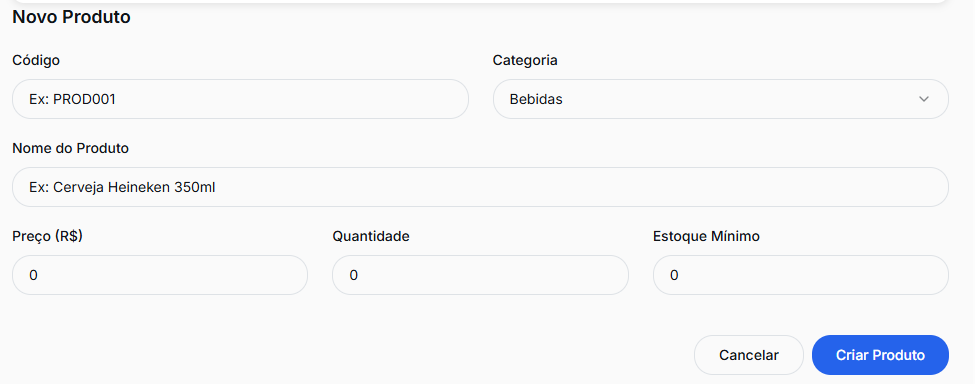 Novo Produto
Código Categoria
Ex: PROD001 Bebidas
Nome do Produto
Ex: Cerveja Heineken 350ml
Preço (R$) Quantidade Estoque Mínimo
0 0 0
Cancelar Criar Produto